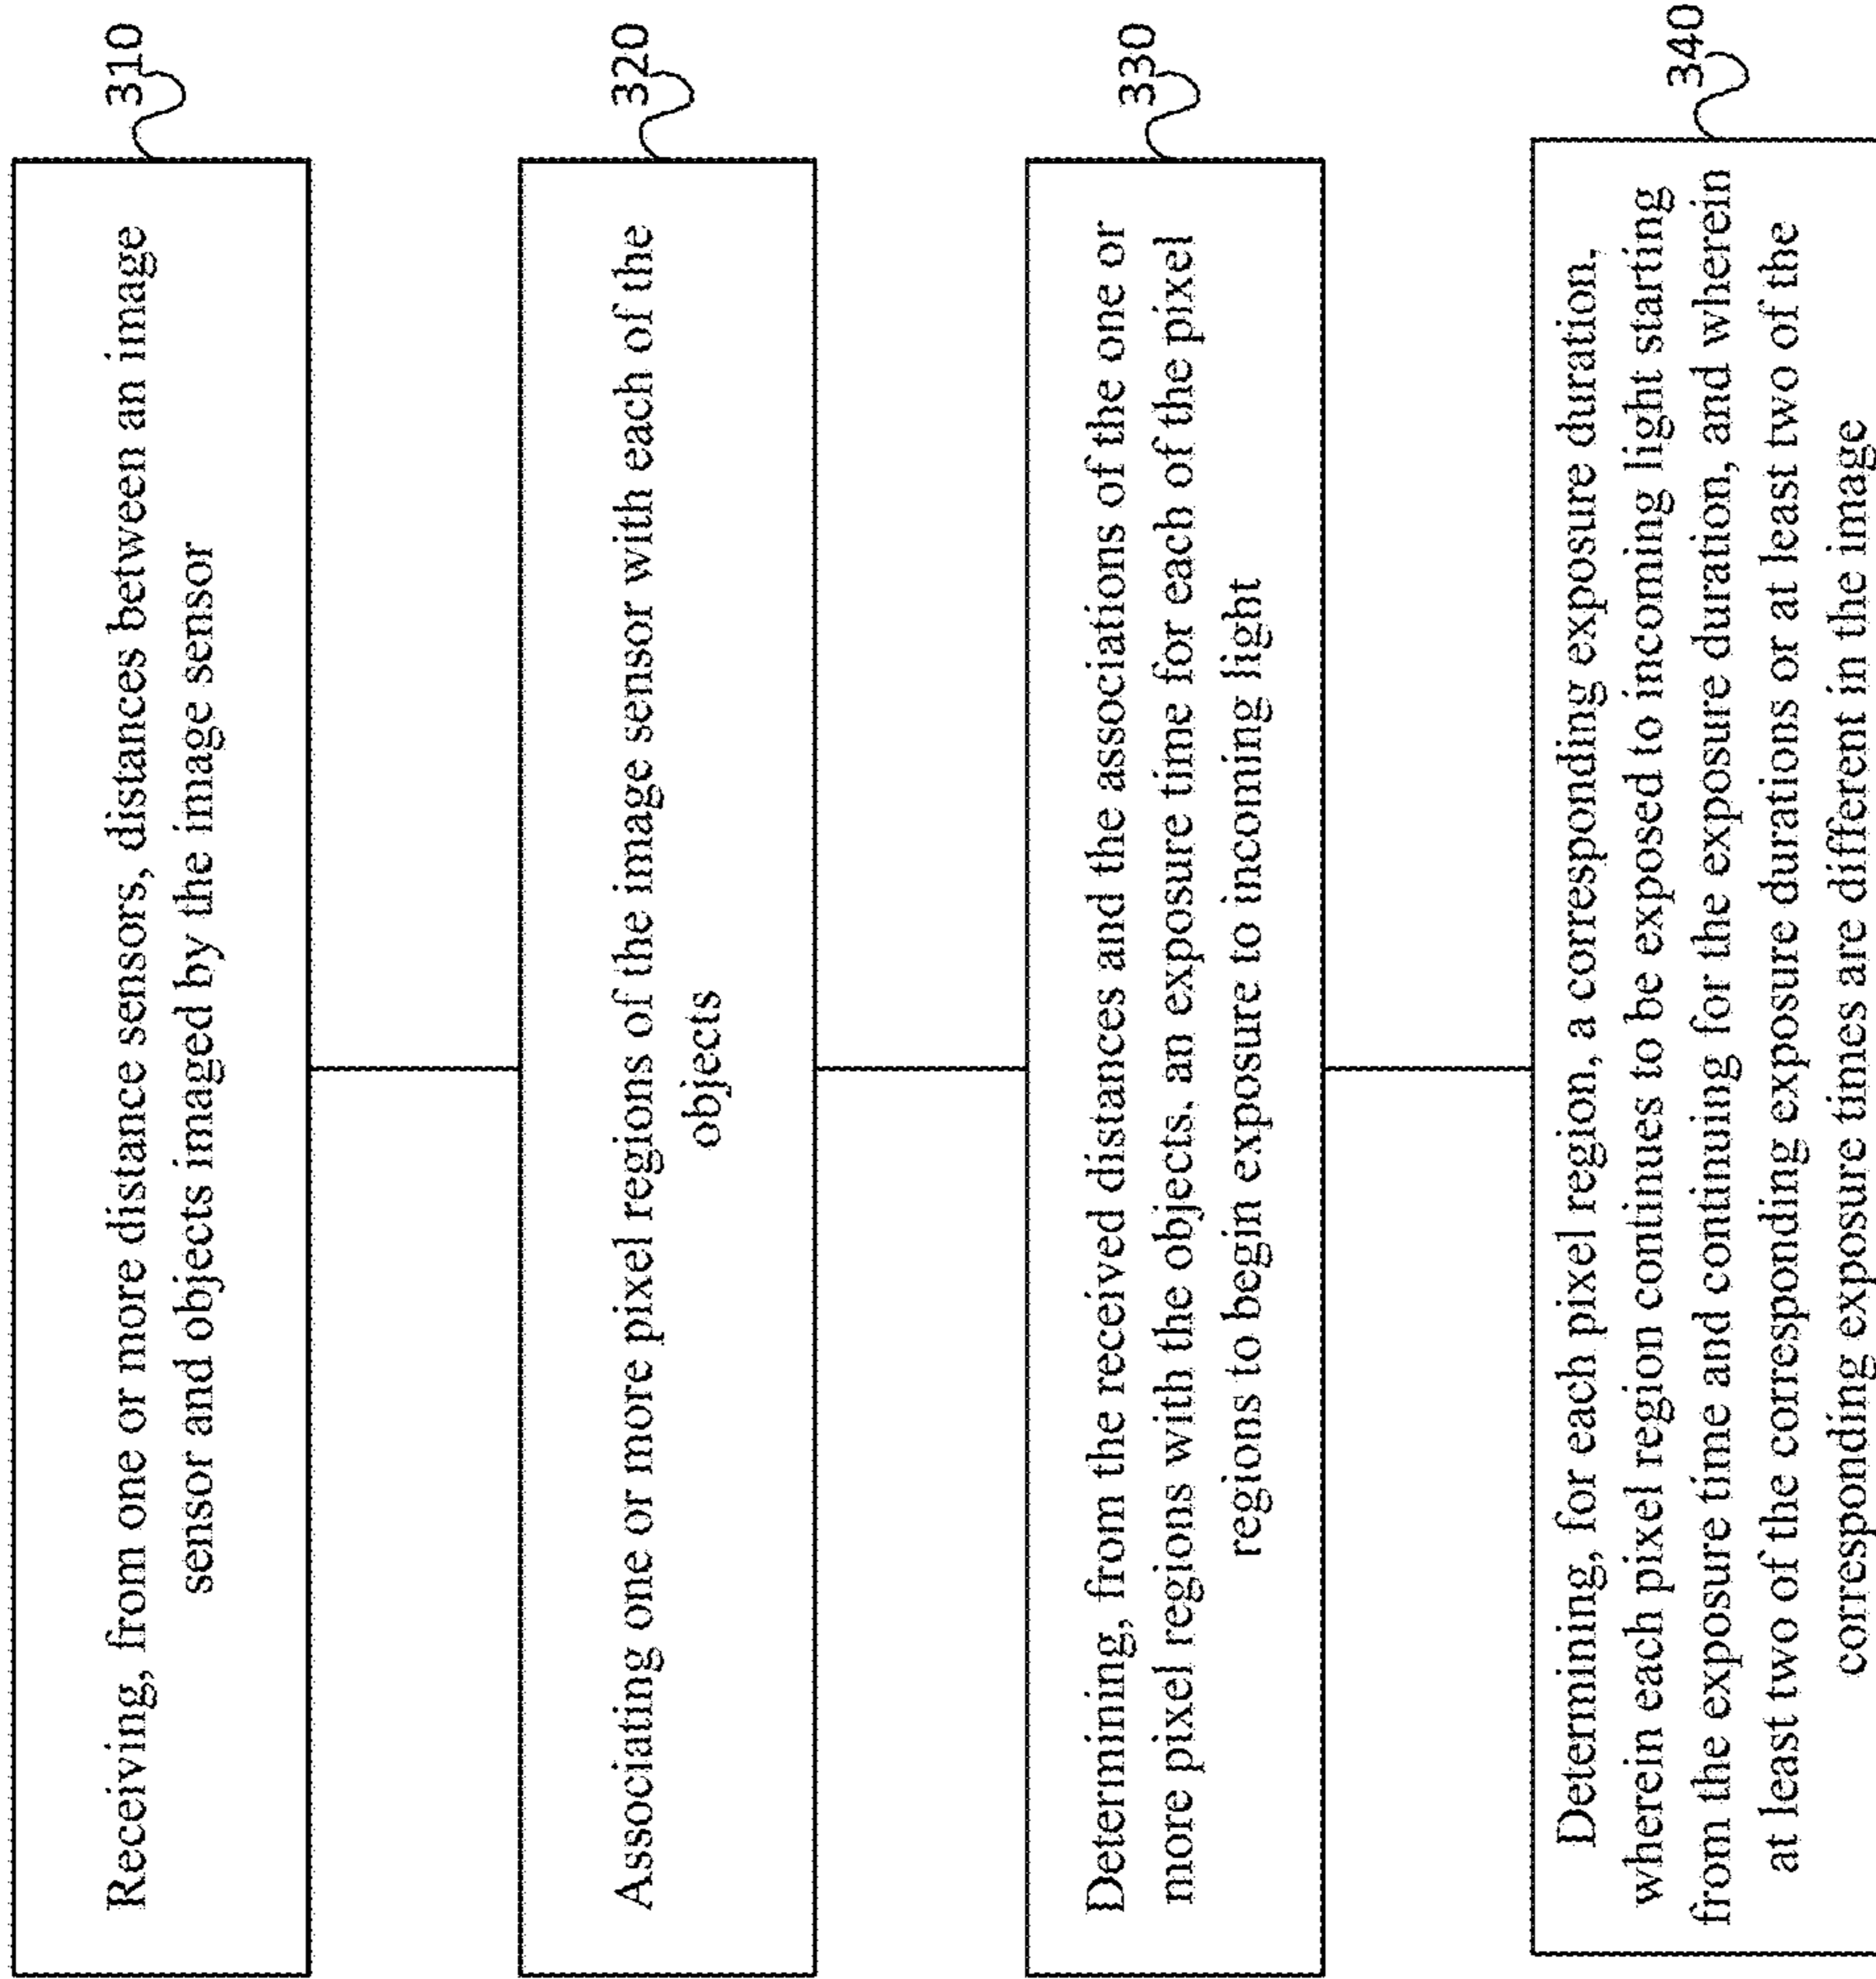 310
Receiving, from one or more distance sensors, distances between an image
sensor and objects imaged by the image sensor
320
Associating one or more pixel regions of the image sensor with each of the
objects
330
Determining, from the received distances and the associations of the one or
more pixel regions with the objects, an exposure time for each of the pixel
regions to begin exposure to incoming light
340
Determining, for each pixel region, a corresponding exposure duration,
wherein each pixel region continues to be exposed to incoming light starting
from the exposure time and continuing for the exposure duration, and wherein
at least two of the corresponding exposure durations or at least two of the
corresponding exposure times are different in the image